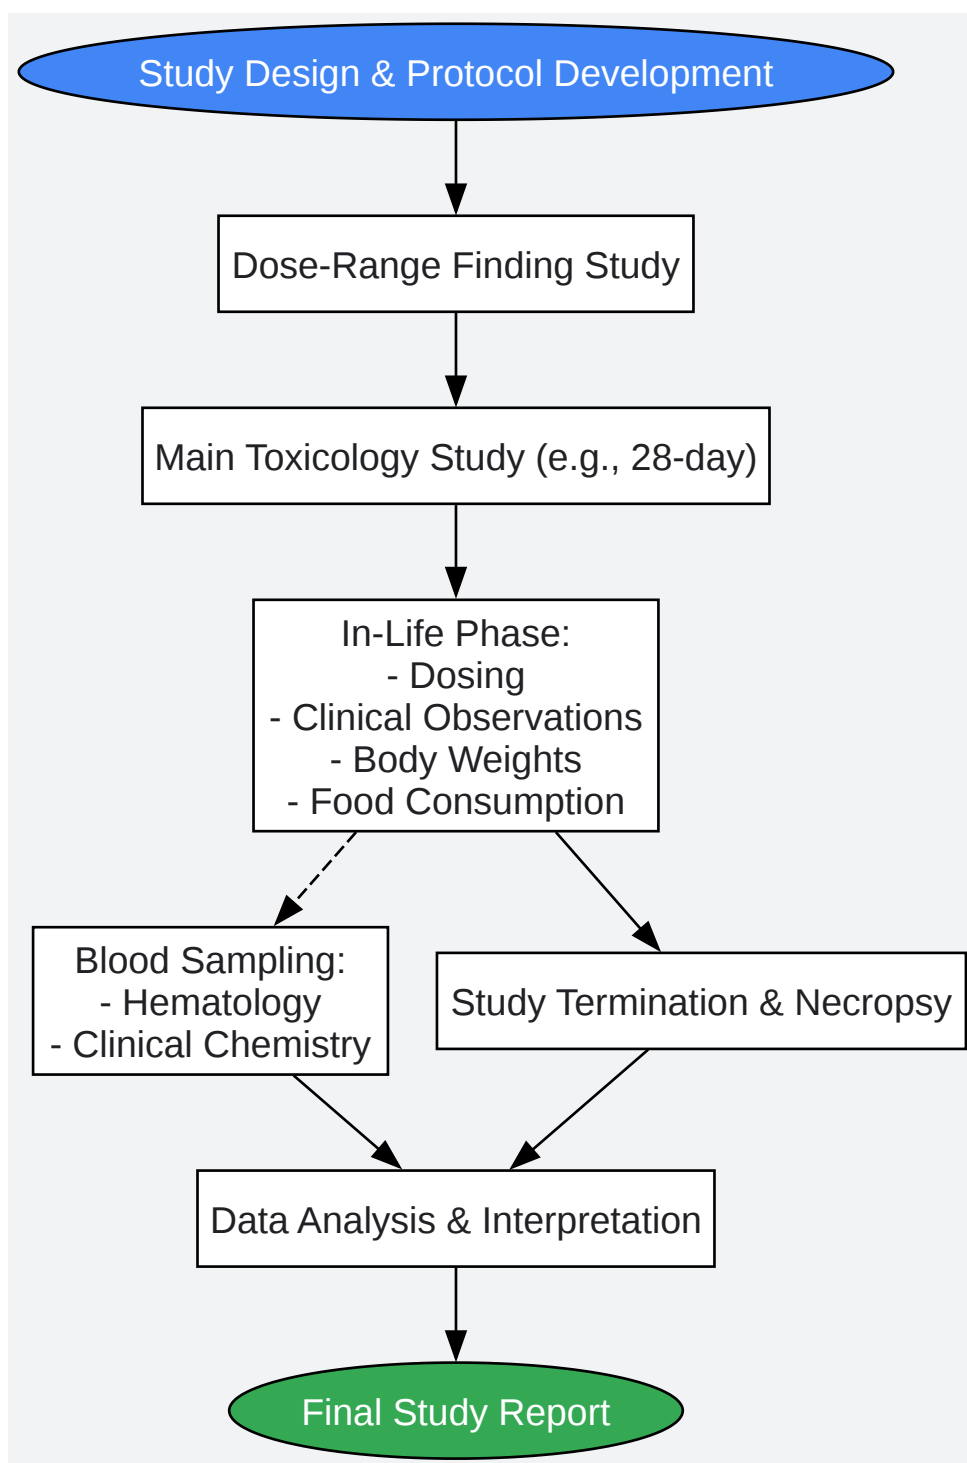 Study Design & Protocol Development
Dose-Range Finding Study
Main Toxicology Study (e.g., 28-day)
In-Life Phase:
- Dosing
- Clinical Observations
- Body Weights
- Food Consumption
Blood Sampling:
- Hematology
- Clinical Chemistry
Study Termination & Necropsy
Data Analysis & Interpretation
Final Study Report